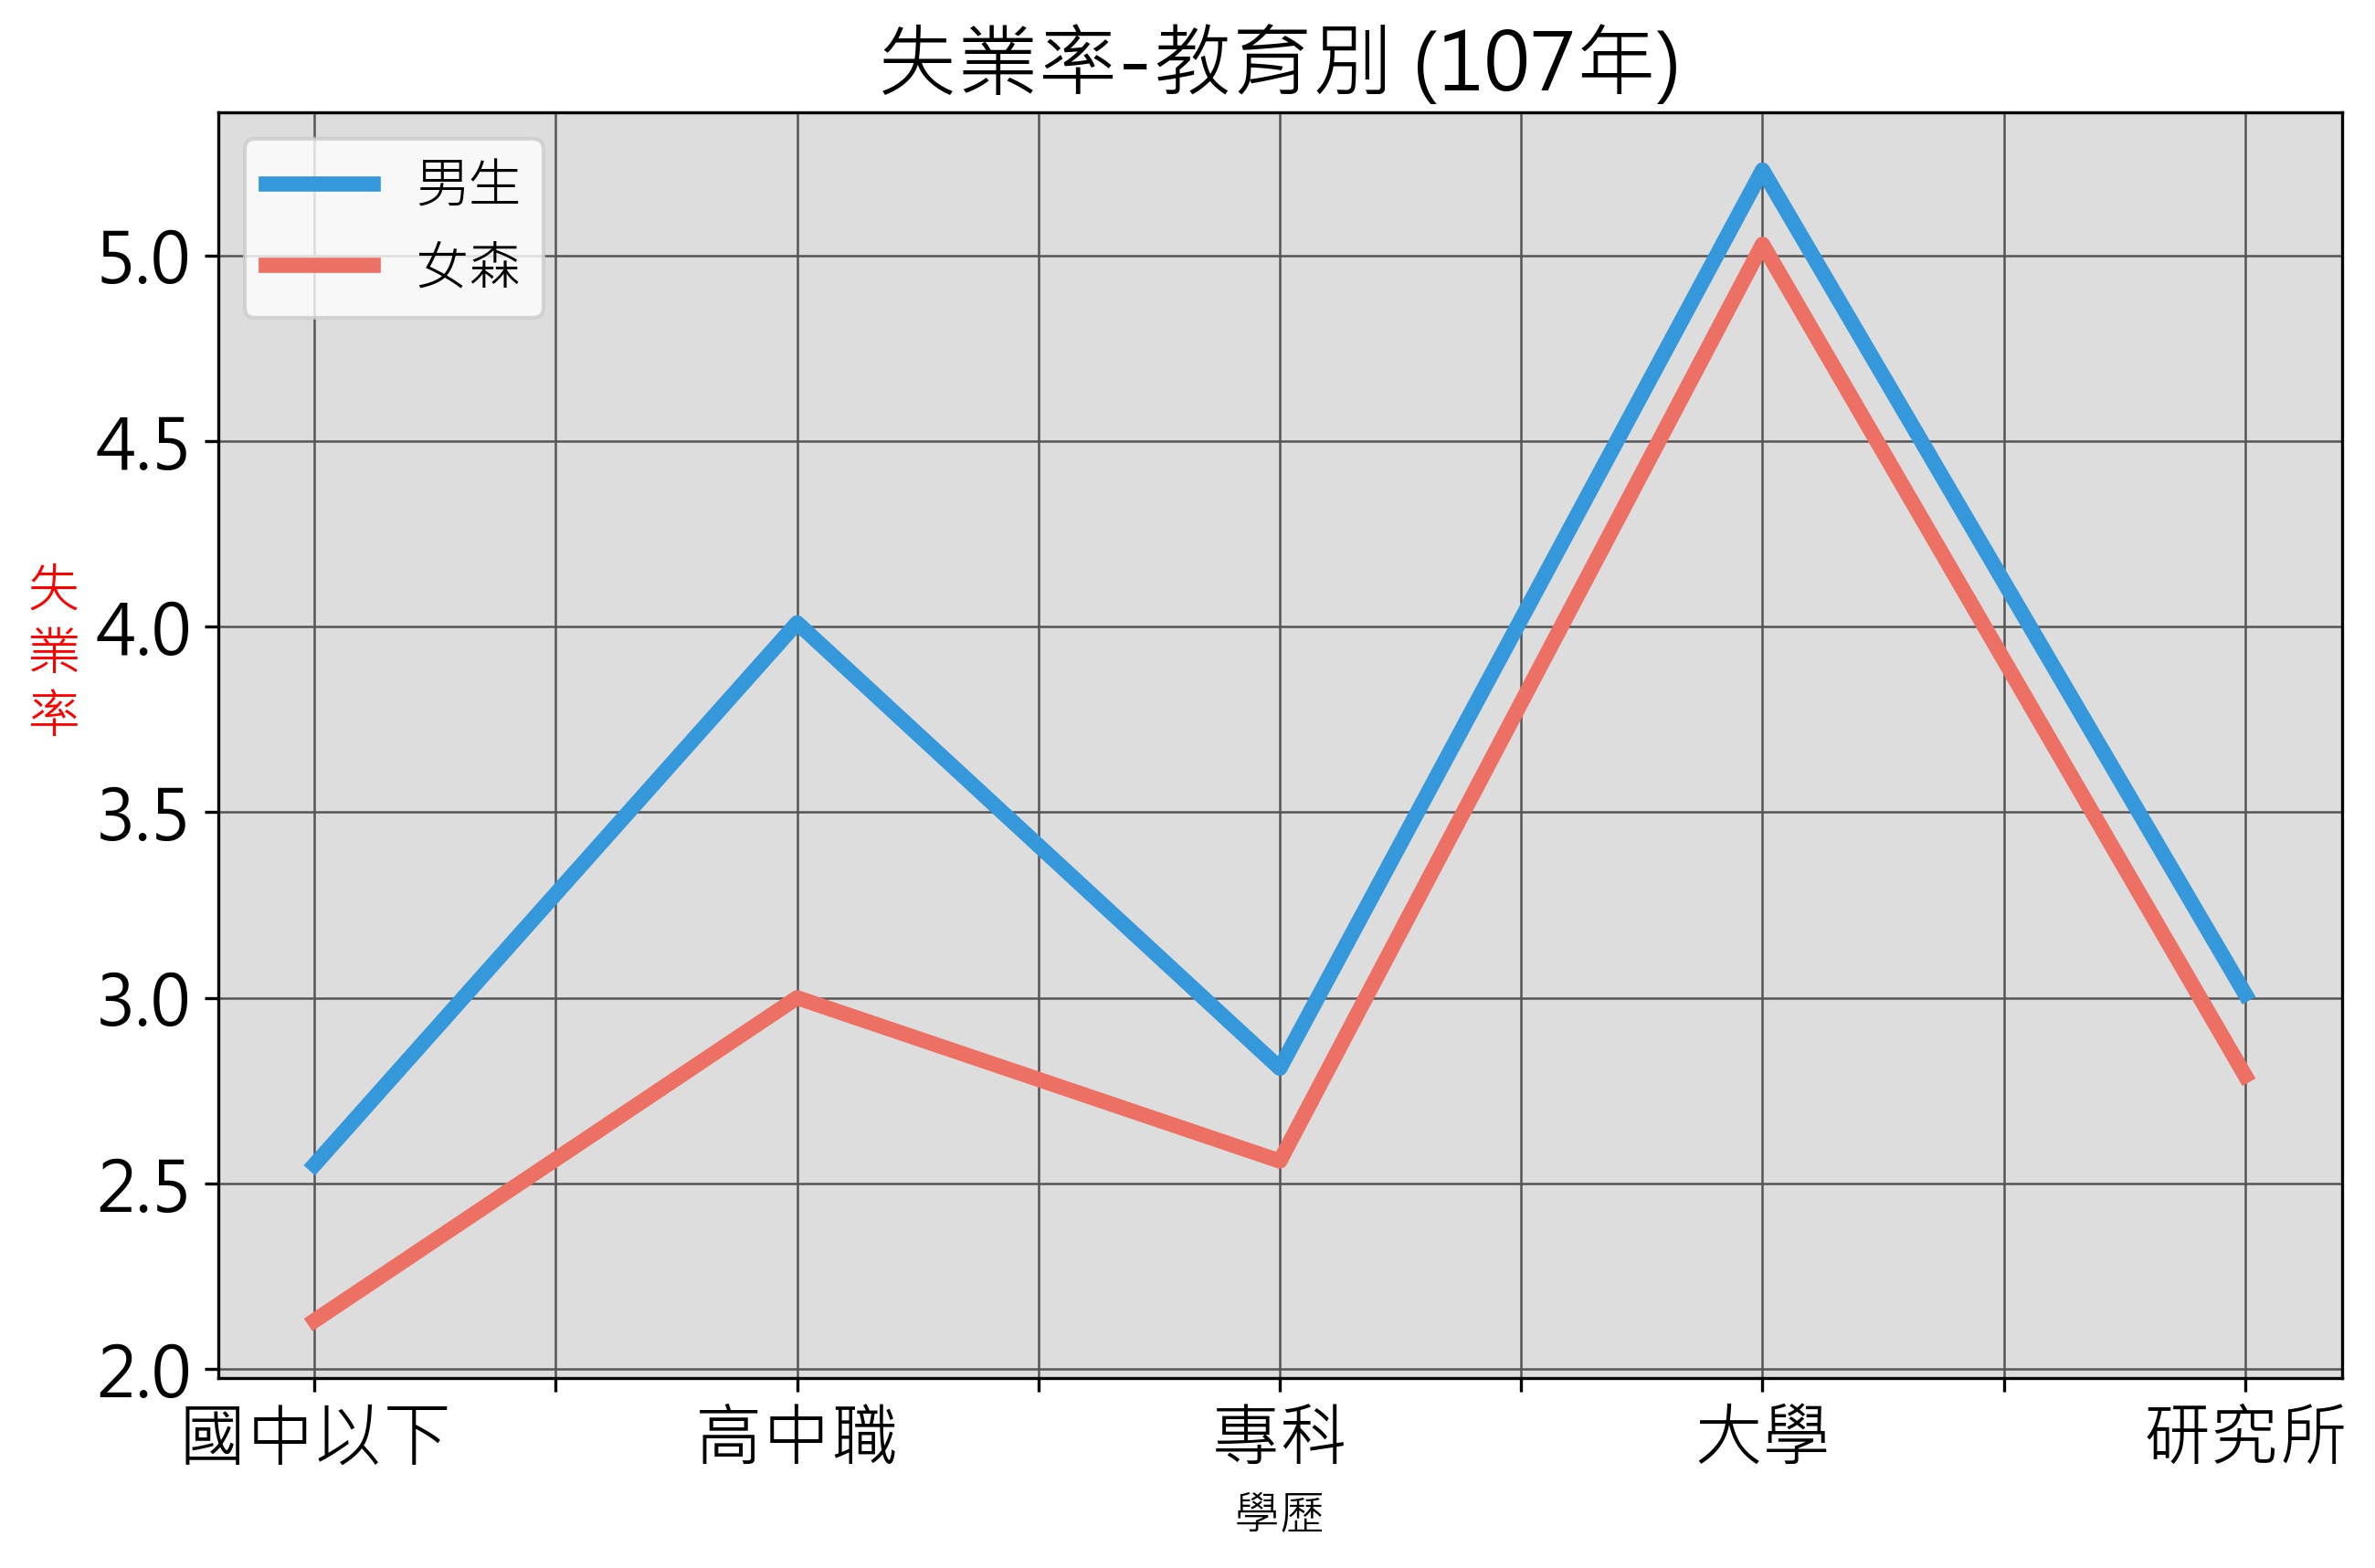 失業率-教育別 (107年)
男生
女森
5.0
4.5
4.0
3.5
3.0
2.5
2.0
失
業
率
國中以下 高中職 專科 大學 研究所
學歷